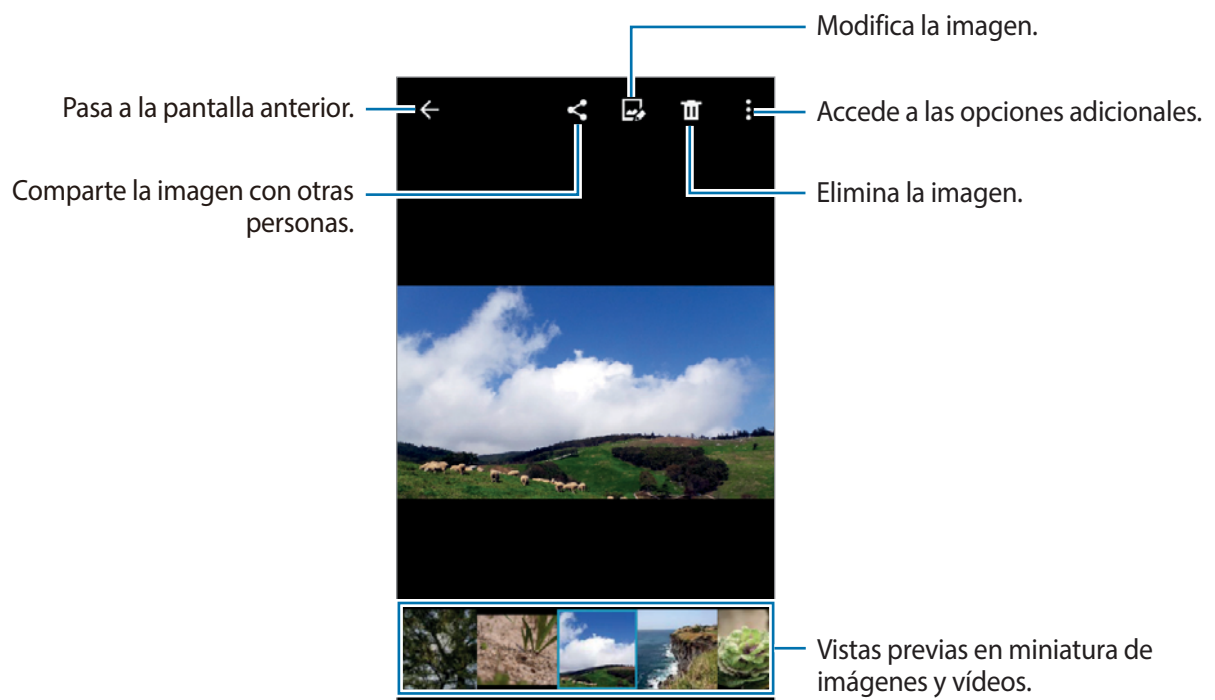 Modifica la imagen.
Pasa a la pantalla anterior.
Accede a las opciones adicionales.
Comparte la imagen con otras
personas.
Elimina la imagen.
Vistas previas en miniatura de
imágenes y vídeos.